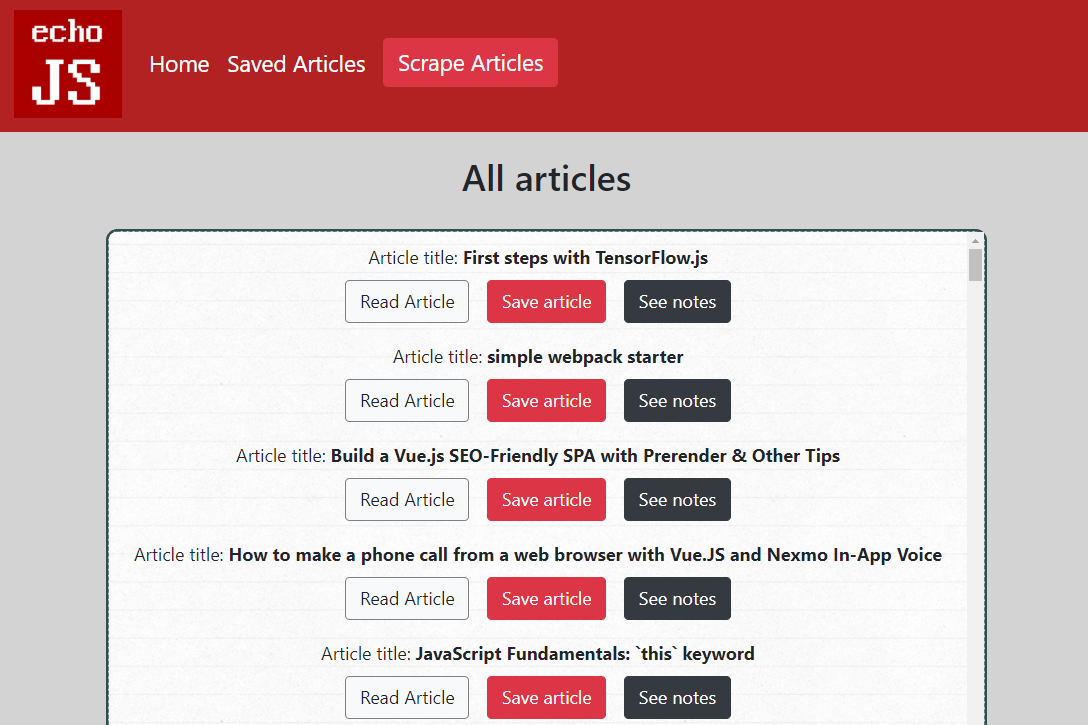 echo
JS
Home Saved Articles Scrape Articles
All articles
Article title: First steps with TensorFlow.js
Read Article Save article See notes
Article title: simple webpack starter
Read Article Save article See notes
Article title: Build a Vue.js SEO-Friendly SPA with Prerender & Other Tips
Read Article Save article See notes
Article title: How to make a phone call from a web browser with Vue.JS and Nexmo In-App Voice
Read Article Save article See notes
Article title: JavaScript Fundamentals: `this` keyword
Read Article Save article See notes